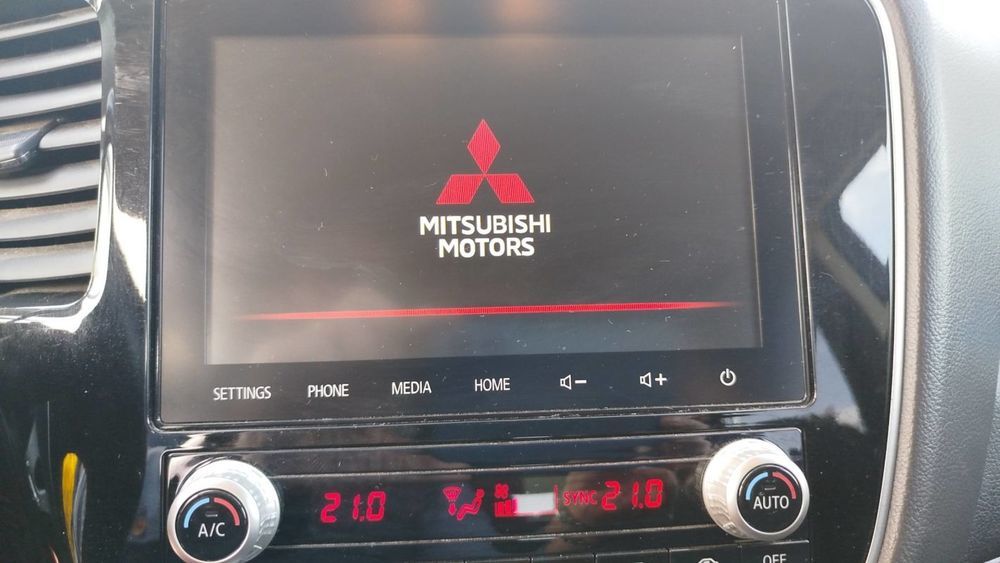 MITSUBISHI
MOTORS
SETTINGS PHONE MEDIA HOME
21.0 SYNC 21.0
A/C AUTO
OFF